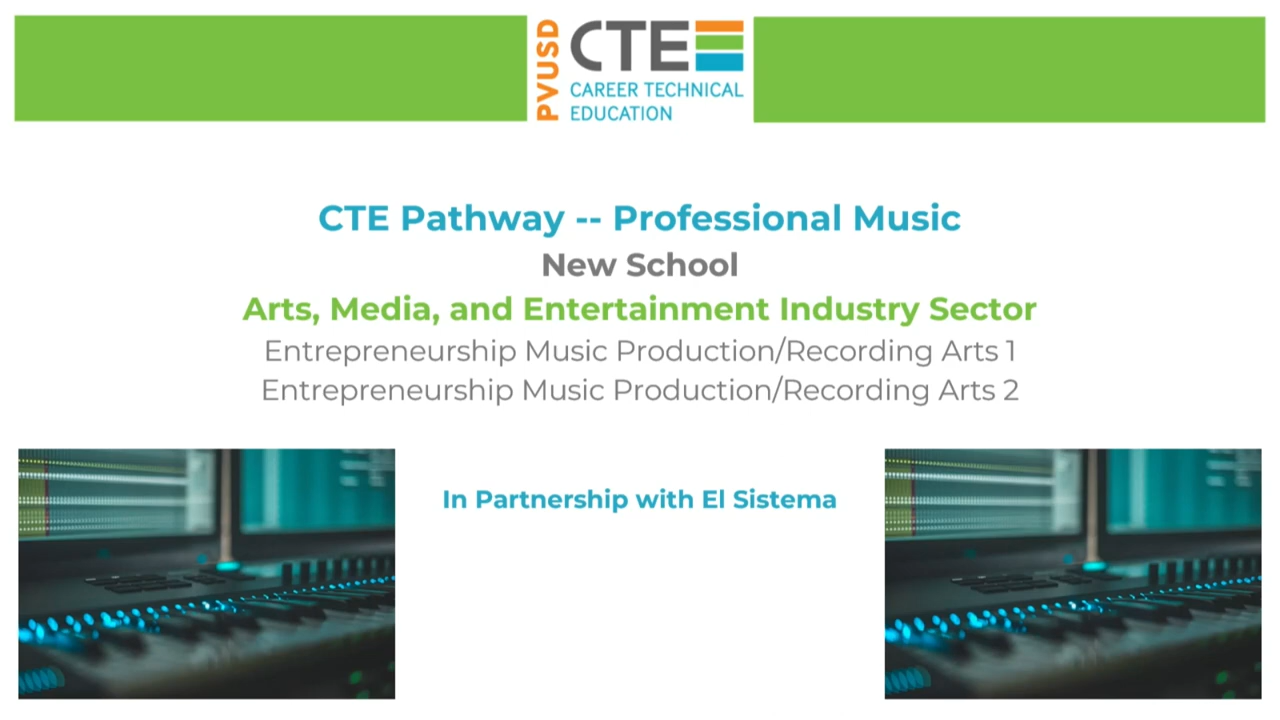 PVUSD
CTE
CAREER TECHNICAL
EDUCATION
CTE Pathway -- Professional Music
New School
Arts, Media, and Entertainment Industry Sector
Entrepreneurship Music Production/Recording Arts 1
Entrepreneurship Music Production/Recording Arts 2
In Partnership with El Sistema